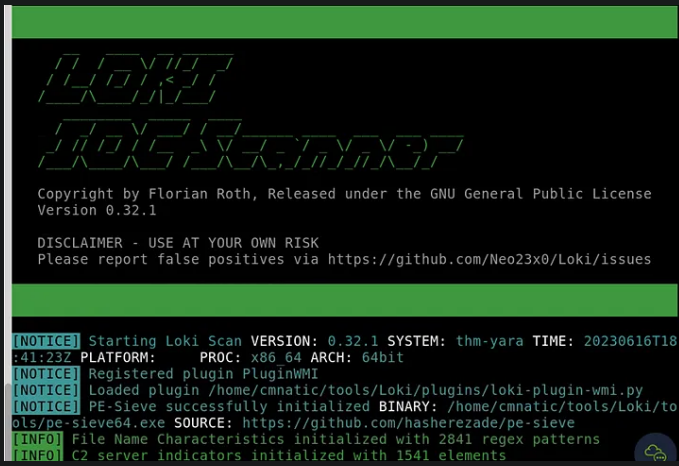 LOKI
IOC Scanner
Copyright by Florian Roth, Released under the GNU General Public License
Version 0.32.1
DISCLAIMER - USE AT YOUR OWN RISK
Please report false positives via https://github.com/Neo23x0/Loki/issues
[NOTICE] Starting Loki Scan VERSION: 0.32.1 SYSTEM: thm-yara TIME: 20230616T18
:41:23Z PLATFORM:     PROC: x86_64 ARCH: 64bit
[NOTICE] Registered plugin PluginWMI
[NOTICE] Loaded plugin /home/cmnatic/tools/Loki/plugins/loki-plugin-wmi.py
[NOTICE] PE-Sieve successfully initialized BINARY: /home/cmnatic/tools/Loki/to
ols/pe-sieve64.exe SOURCE: https://github.com/hasherezade/pe-sieve
[INFO] File Name Characteristics initialized with 2841 regex patterns
[INFO] C2 server indicators initialized with 1541 elements